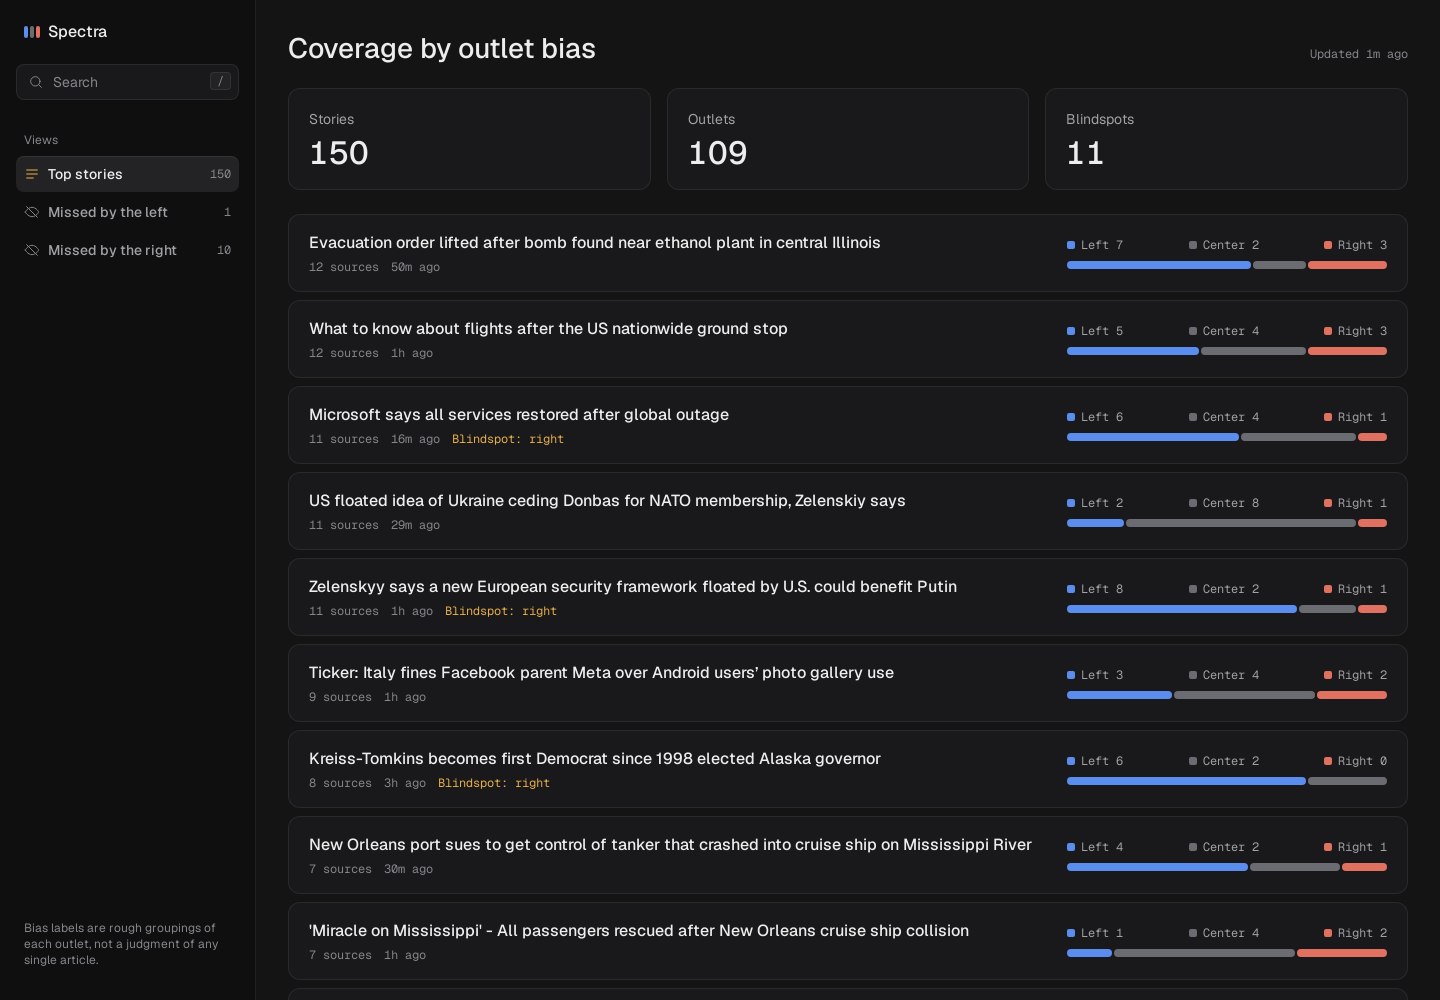 Spectra
Search /
Views
Top stories 150
Missed by the left 1
Missed by the right 10
Bias labels are rough groupings of
each outlet, not a judgment of any
single article.
Coverage by outlet bias
Updated 1m ago
Stories
150
Outlets
109
Blindspots
11
Evacuation order lifted after bomb found near ethanol plant in central Illinois
12 sources 50m ago
Left 7 Center 2 Right 3
What to know about flights after the US nationwide ground stop
12 sources 1h ago
Left 5 Center 4 Right 3
Microsoft says all services restored after global outage
11 sources 16m ago Blindspot: right
Left 6 Center 4 Right 1
US floated idea of Ukraine ceding Donbas for NATO membership, Zelenskiy says
11 sources 29m ago
Left 2 Center 8 Right 1
Zelenskyy says a new European security framework floated by U.S. could benefit Putin
11 sources 1h ago Blindspot: right
Left 8 Center 2 Right 1
Ticker: Italy fines Facebook parent Meta over Android users’ photo gallery use
9 sources 1h ago
Left 3 Center 4 Right 2
Kreiss-Tomkins becomes first Democrat since 1998 elected Alaska governor
8 sources 3h ago Blindspot: right
Left 6 Center 2 Right 0
New Orleans port sues to get control of tanker that crashed into cruise ship on Mississippi River
7 sources 30m ago
Left 4 Center 2 Right 1
'Miracle on Mississippi' - All passengers rescued after New Orleans cruise ship collision
7 sources 1h ago
Left 1 Center 4 Right 2